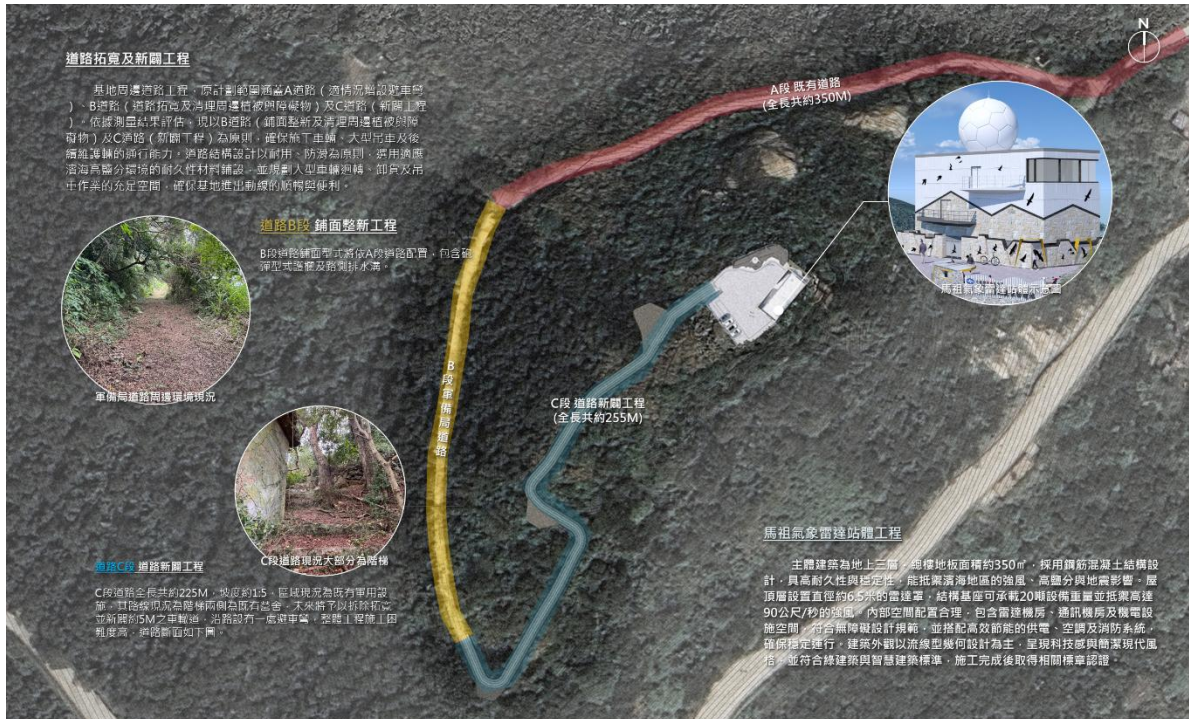 N
道路拓寬及新闢工程
基地周邊道路工程，原計劃範圍涵蓋A道路（適情況增設避車彎
）、B道路（道路拓寬及清理周邊植被與障礙物）及C道路（新闢工程
）。依據測量結果評估，現以B道路（鋪面整新及清理周邊植被與障
礙物）及C道路（新闢工程）為原則，確保施工車輛、大型吊車及後
續維護輛的通行能力。道路結構設計以耐用、防滑為原則，選用適應
濱海高鹽分環境的耐久性材料鋪設，並規劃大型車輛迴轉、卸貨及吊
車作業的充足空間，確保基地進出動線的順暢與便利。
A段 既有道路
(全長共約350M)
道路B段 鋪面整新工程
B段道路鋪面型式將依A段道路配置，包含
型式護欄及路側排水溝。
軍備局道路周邊環境現況
馬祖氣象雷達站體示意圖
B段軍備局道路
C段 道路新闢工程
(全長共約255M)
C段道路現況大部分為階梯
道路C段 道路新闢工程
C段道路全長共約225M，坡度約1:5，區域現況為既有軍用設
施，其路線現況為階梯兩側為既有營舍，未來將予以拆除拓寬
並新闢約5M之車輛道，沿路設有一處避車彎，整體工程施工困
難度高，道路斷面如下圖。
馬祖氣象雷達站體工程
主體建築為地上三層，總樓地板面積約350㎡，採用鋼筋混凝土結構設
計，具高耐久性與穩定性，能抵禦濱海地區的強風、高鹽分與地震影響。屋
頂層設置直徑約6.5米的雷達罩，結構基座可承載20噸設備重量並抵禦高達
90公尺/秒的強風。內部空間配置合理，包含雷達機房、通訊機房及機電設
施空間，符合無障礙設計規範，並搭配高效節能的供電、空調及消防系統，
確保穩定運行。建築外觀以流線型幾何設計為主，呈現科技感與簡潔現代風
格，並符合綠建築與智慧建築標準，施工完成後取得相關標章認證。